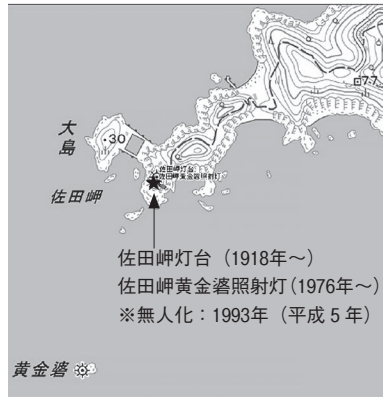 77
大島
30
佐田岬灯台
佐田岬黄金碆照射灯
佐田岬
佐田岬灯台（1918年～）
佐田岬黄金碆照射灯（1976年～）
※無人化：1993年（平成５年）
黄金碆